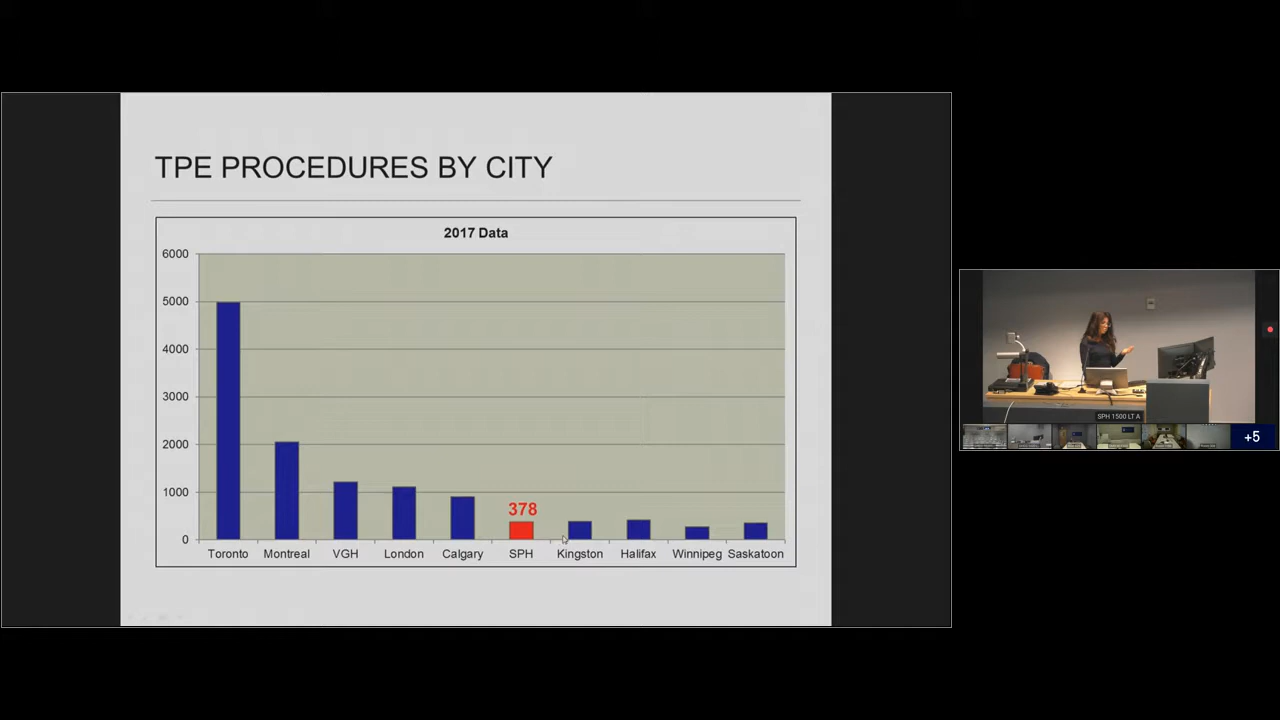 TPE PROCEDURES BY CITY
2017 Data
6000
5000
4000
3000
2000
1000
0
378
Toronto Montreal VGH London Calgary SPH Kingston Halifax Winnipeg Saskatoon
SPH 1500 LT A
+5